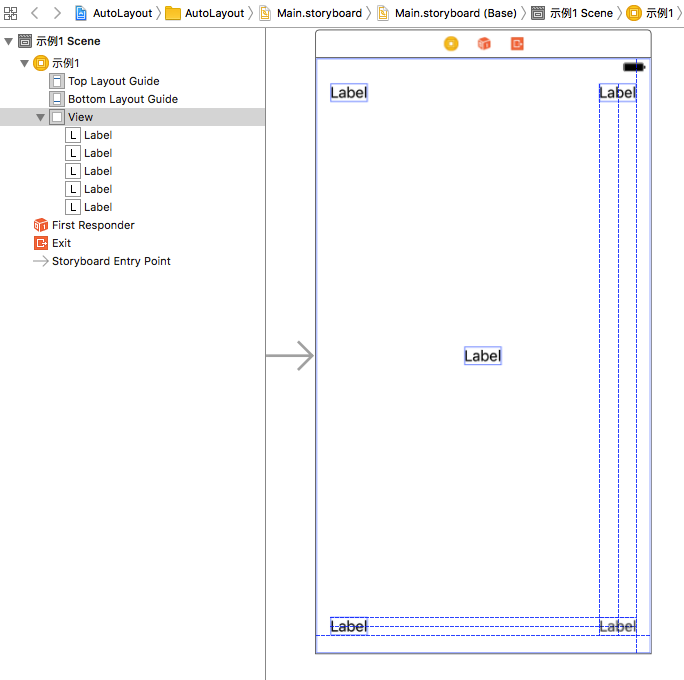 AutoLayout AutoLayout Main.storyboard Main.storyboard (Base) 示例1 Scene 示例1
示例1 Scene
示例1
Top Layout Guide
Bottom Layout Guide
View
L Label
L Label
L Label
L Label
L Label
First Responder
Exit
Storyboard Entry Point
Label Label
Label
Label Label